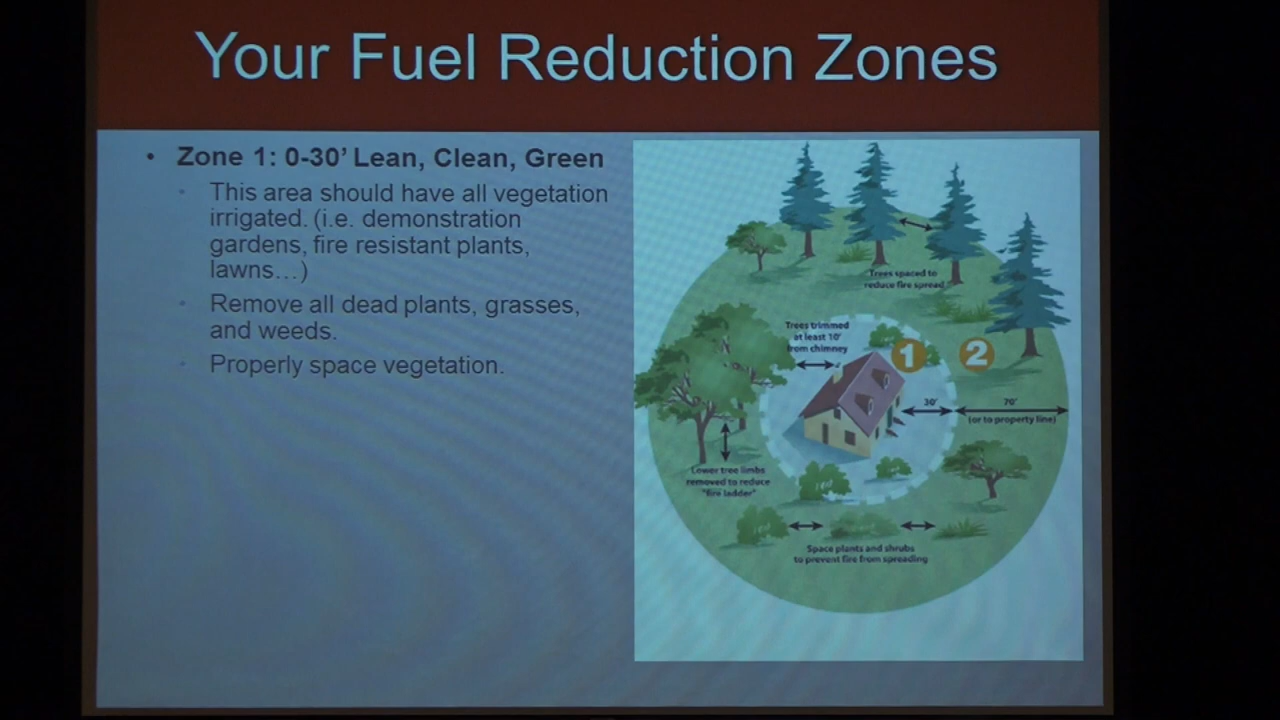 Your Fuel Reduction Zones
• Zone 1: 0-30' Lean, Clean, Green
• This area should have all vegetation
irrigated. (i.e. demonstration
gardens, fire resistant plants,
lawns…)
• Remove all dead plants, grasses,
and weeds.
• Properly space vegetation.
Trees spaced to
reduce fire spread
Trees trimmed
at least 10'
from chimney
1
2
30'
70'
(or to property line)
Lower tree limbs
removed to reduce
"fire ladder"
Space plants and shrubs
to prevent fire from spreading